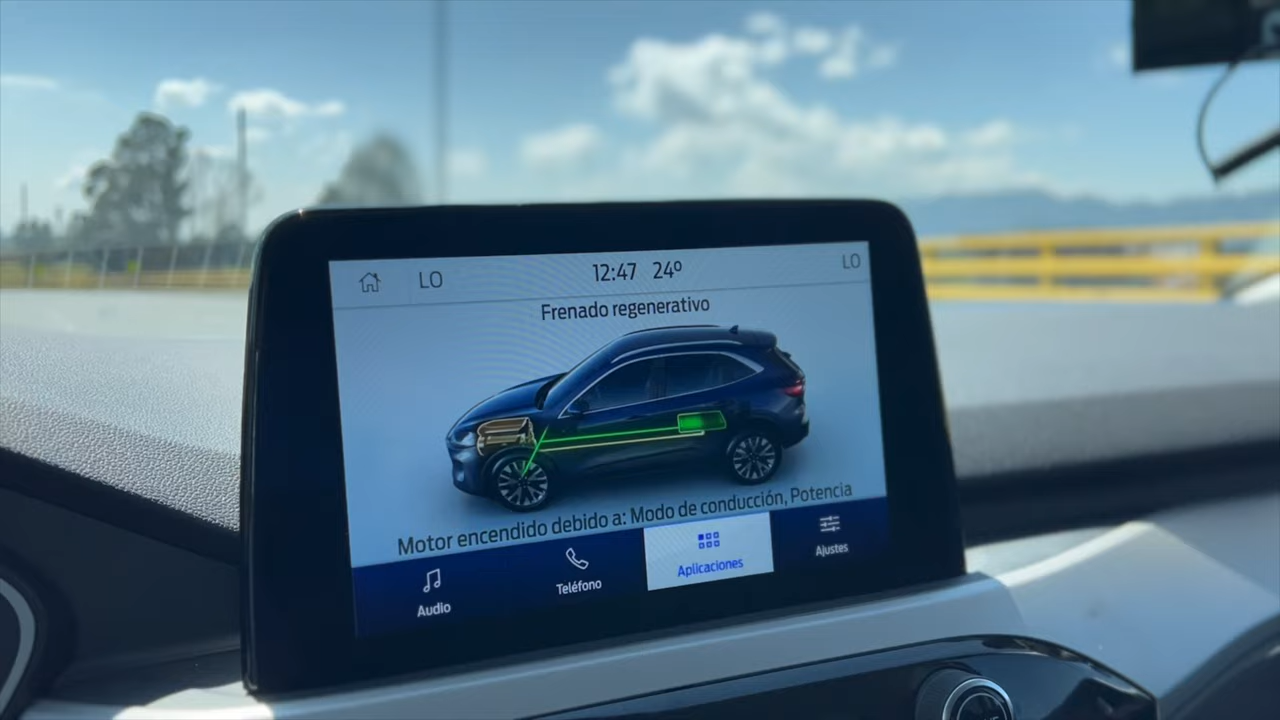 LO 12:47 24º LO
Frenado regenerativo
Motor encendido debido a: Modo de conducción, Potencia
Audio Teléfono Aplicaciones Ajustes